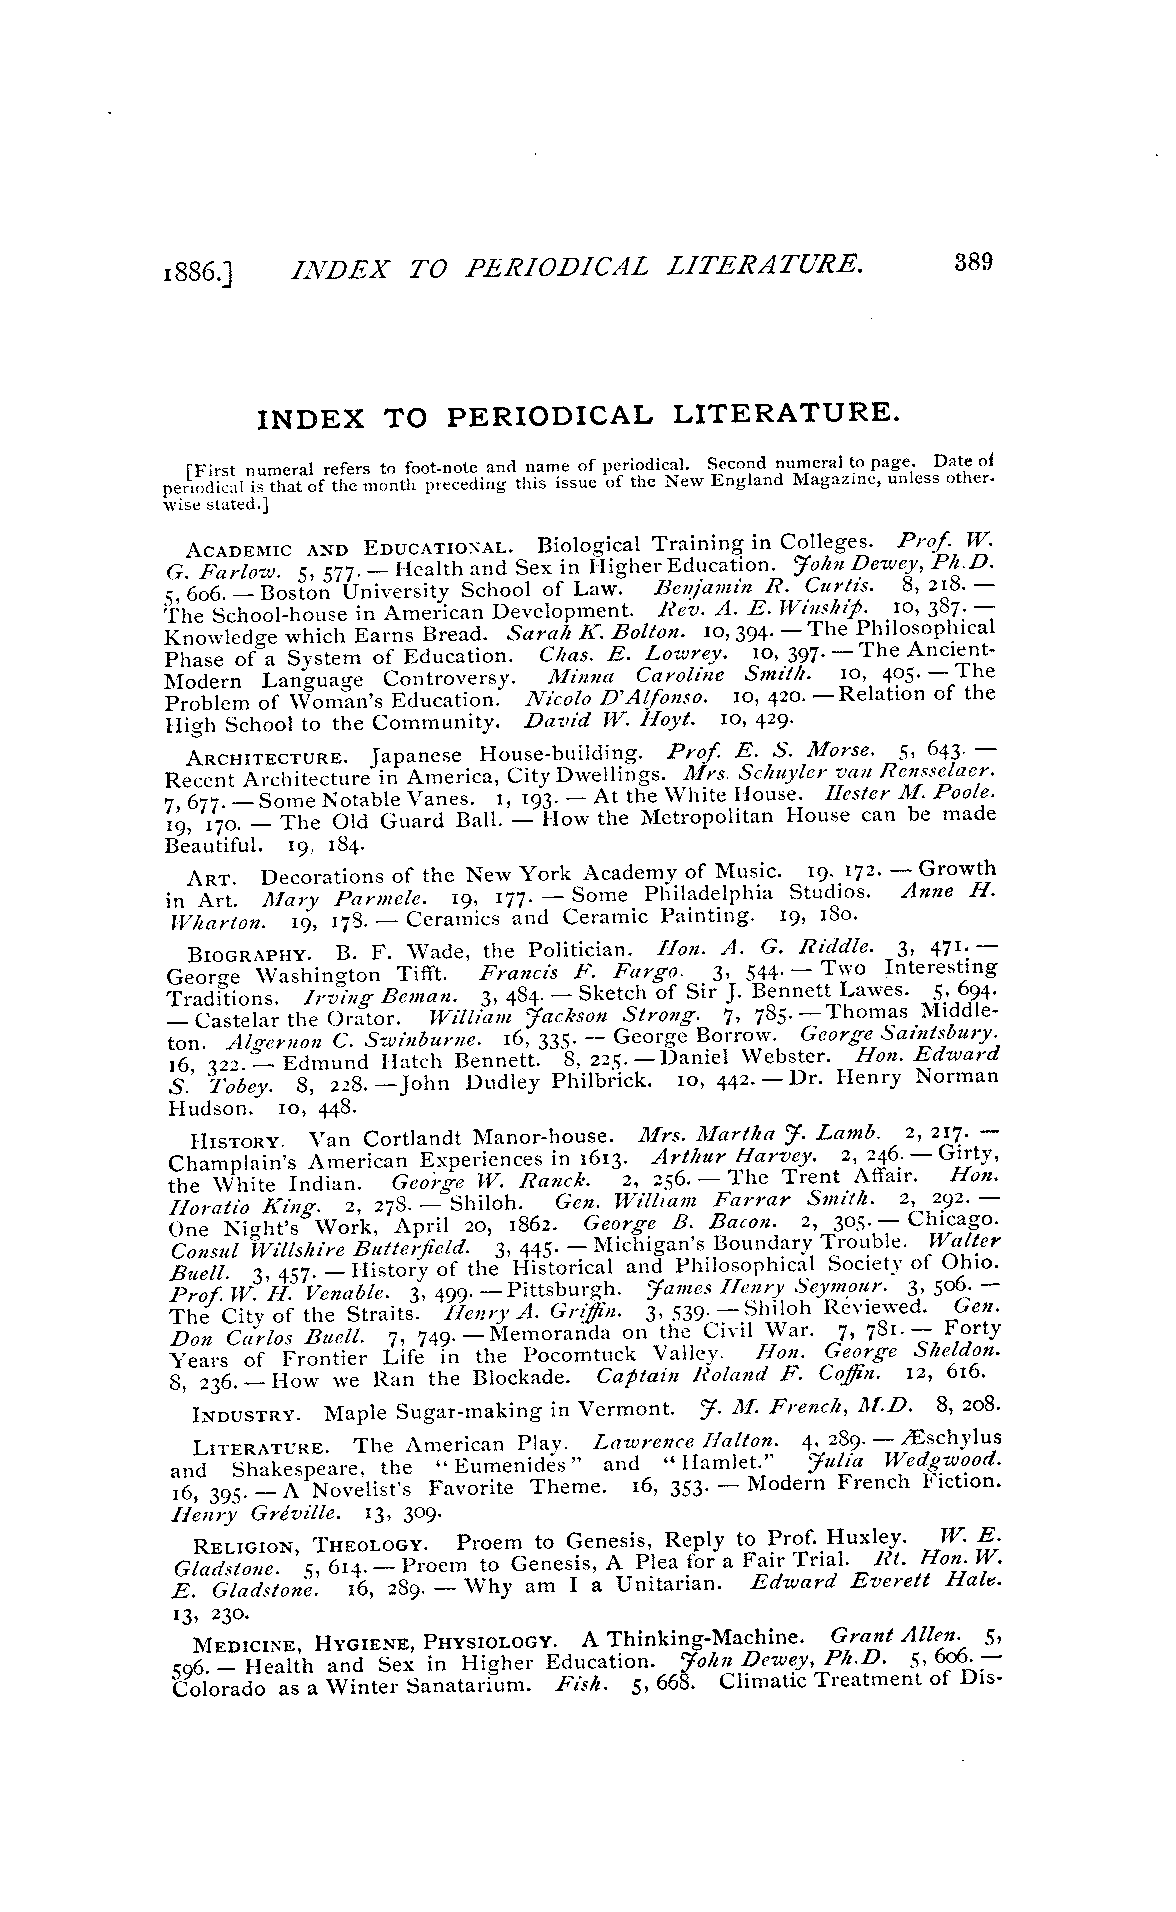 1886.] INDEX TO PERIODICAL LITERATURE. 389
INDEX TO PERIODICAL LITERATURE.
[First numeral refers to foot-note and name of periodical. Second numeral to page. Date of
periodical is that of the month preceding this issue of the New England Magazine, unless other-
wise stated.]
ACADEMIC AND EDUCATIONAL. Biological Training in Colleges. Prof. W.
G. Farlow. 5, 577. — Health and Sex in Higher Education. John Dewey, Ph.D.
5, 606. — Boston University School of Law. Benjamin R. Curtis. 8, 218. —
The School-house in American Development. Rev. A. E. Winship. 10, 387. —
Knowledge which Earns Bread. Sarah K. Bolton. 10, 394. — The Philosophical
Phase of a System of Education. Chas. E. Lowrey. 10, 397. — The Ancient-
Modern Language Controversy. Minna Caroline Smith. 10, 405. — The
Problem of Woman's Education. Nicolo D'Alfonso. 10, 420. — Relation of the
High School to the Community. David W. Hoyt. 10, 429.
ARCHITECTURE. Japanese House-building. Prof. E. S. Morse. 5, 643. —
Recent Architecture in America, City Dwellings. Mrs. Schuyler van Rensselaer.
7, 677. — Some Notable Vanes. 1, 193. — At the White House. Hester M. Poole.
19, 170. — The Old Guard Ball. — How the Metropolitan House can be made
Beautiful. 19, 184.
ART. Decorations of the New York Academy of Music. 19, 172. — Growth
in Art. Mary Parmele. 19, 177. — Some Philadelphia Studios. Anne H.
Wharton. 19, 178. — Ceramics and Ceramic Painting. 19, 180.
BIOGRAPHY. B. F. Wade, the Politician. Hon. A. G. Riddle. 3, 471. —
George Washington Tifft. Francis F. Fargo. 3, 544. — Two Interesting
Traditions. Irving Beman. 3, 484. — Sketch of Sir J. Bennett Lawes. 5, 694.
— Castelar the Orator. William Jackson Strong. 7, 785. — Thomas Middle-
ton. Algernon C. Swinburne. 16, 335. — George Borrow. George Saintsbury.
16, 322. — Edmund Hatch Bennett. 8, 225. — Daniel Webster. Hon. Edward
S. Tobey. 8, 228. — John Dudley Philbrick. 10, 442. — Dr. Henry Norman
Hudson. 10, 448.
HISTORY. Van Cortlandt Manor-house. Mrs. Martha J. Lamb. 2, 217. —
Champlain's American Experiences in 1613. Arthur Harvey. 2, 246. — Girty,
the White Indian. George W. Ranck. 2, 256. — The Trent Affair. Hon.
Horatio King. 2, 278. — Shiloh. Gen. William Farrar Smith. 2, 292. —
One Night's Work, April 20, 1862. George B. Bacon. 2, 305. — Chicago.
Consul Willshire Butterfield. 3, 445. — Michigan's Boundary Trouble. Walter
Buell. 3, 457. — History of the Historical and Philosophical Society of Ohio.
Prof. W. H. Venable. 3, 499. — Pittsburgh. James Henry Seymour. 3, 506. —
The City of the Straits. Henry A. Griffin. 3, 539. — Shiloh Reviewed. Gen.
Don Carlos Buell. 7, 749. — Memoranda on the Civil War. 7, 781. — Forty
Years of Frontier Life in the Pocomtuck Valley. Hon. George Sheldon.
8, 236. — How we Ran the Blockade. Captain Roland F. Coffin. 12, 616.
INDUSTRY. Maple Sugar-making in Vermont. J. M. French, M.D. 8, 208.
LITERATURE. The American Play. Lawrence Halton. 4, 289. — Æschylus
and Shakespeare, the "Eumenides" and "Hamlet." Julia Wedgwood.
16, 395. — A Novelist's Favorite Theme. 16, 353. — Modern French Fiction.
Henry Gréville. 13, 309.
RELIGION, THEOLOGY. Proem to Genesis, Reply to Prof. Huxley. W. E.
Gladstone. 5, 614. — Proem to Genesis, A Plea for a Fair Trial. Rt. Hon. W.
E. Gladstone. 16, 289. — Why am I a Unitarian. Edward Everett Hale.
13, 230.
MEDICINE, HYGIENE, PHYSIOLOGY. A Thinking-Machine. Grant Allen. 5,
596. — Health and Sex in Higher Education. John Dewey, Ph.D. 5, 606. —
Colorado as a Winter Sanatarium. Fish. 5, 668. Climatic Treatment of Dis-